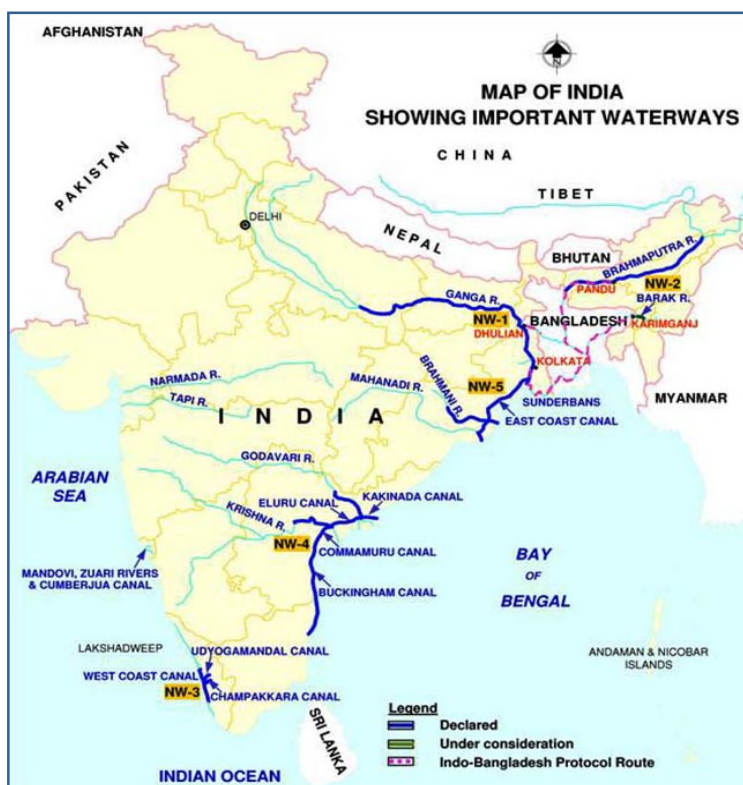 AFGHANISTAN
N
MAP OF INDIA
SHOWING IMPORTANT WATERWAYS
CHINA
PAKISTAN
TIBET
DELHI
NEPAL
BHUTAN
BRAHMAPUTRA R.
NW-2
PANDU
BARAK R.
GANGA R.
NW-1
BANGLADESH
DHULIAN
KARIMGANJ
KOLKATA
NW-5
MYANMAR
NARMADA R.
MAHANADI R.
BRAHMANI R.
SUNDERBANS
TAPI R.
INDIA
EAST COAST CANAL
GODAVARI R.
ARABIAN
SEA
ELURU CANAL
KAKINADA CANAL
KRISHNA R.
NW-4
COMMAMURU CANAL
MANDOVI, ZUARI RIVERS
& CUMBERJUA CANAL
BAY
OF
BENGAL
BUCKINGHAM CANAL
LAKSHADWEEP
UDYOGAMANDAL CANAL
ANDAMAN & NICOBAR
ISLANDS
WEST COAST CANAL
NW-3
CHAMPAKKARA CANAL
SRI LANKA
Legend
Declared
Under consideration
Indo-Bangladesh Protocol Route
INDIAN OCEAN